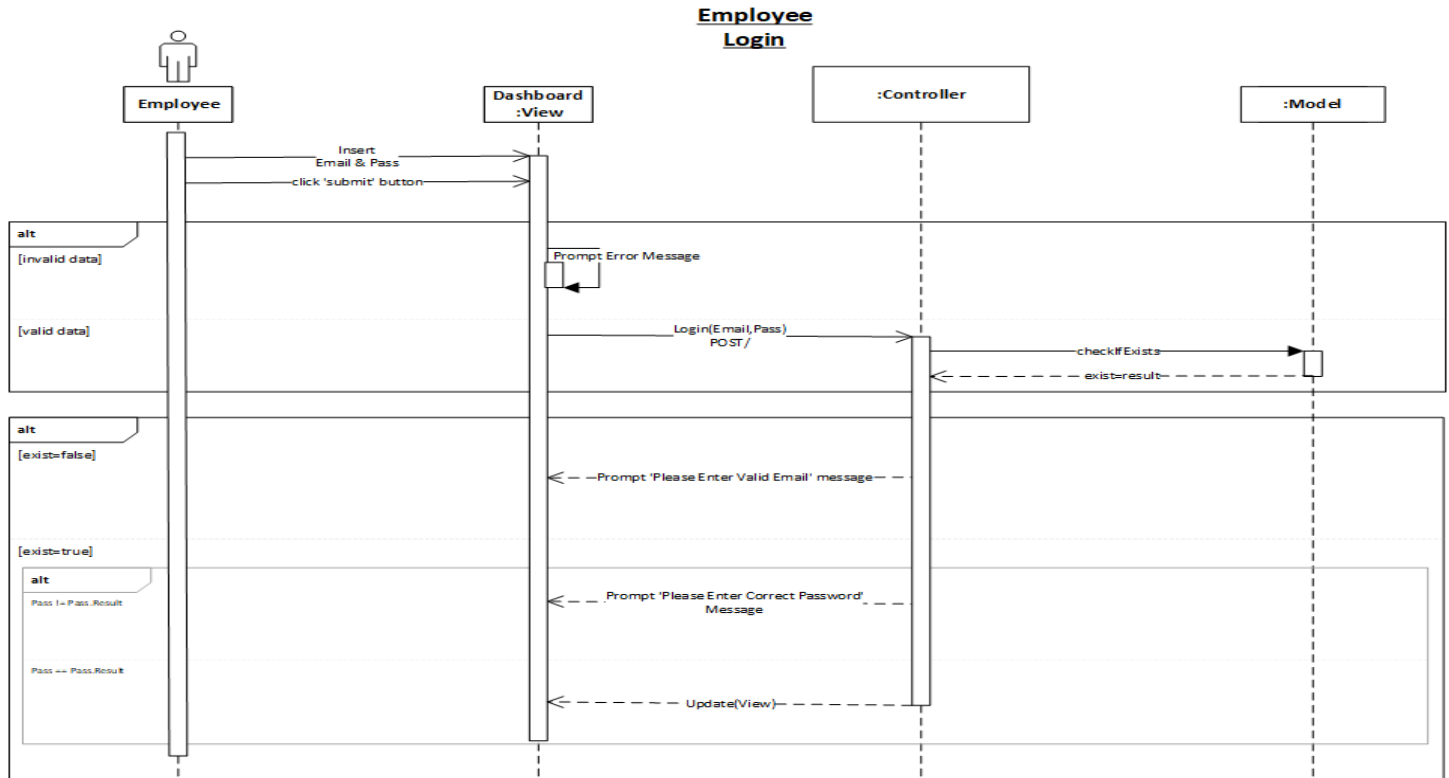 Employee
Login
Employee
Dashboard
:View
:Controller
:Model
Insert
Email & Pass
click 'submit' button
alt
[invalid data]
Prompt Error Message
[valid data]
Login(Email,Pass)
POST/
checkIfExists
exist=result
alt
[exist=false]
Prompt 'Please Enter Valid Email' message
[exist=true]
alt
Pass != Pass.Result
Prompt 'Please Enter Correct Password'
Message
Pass == Pass.Result
Update(View)